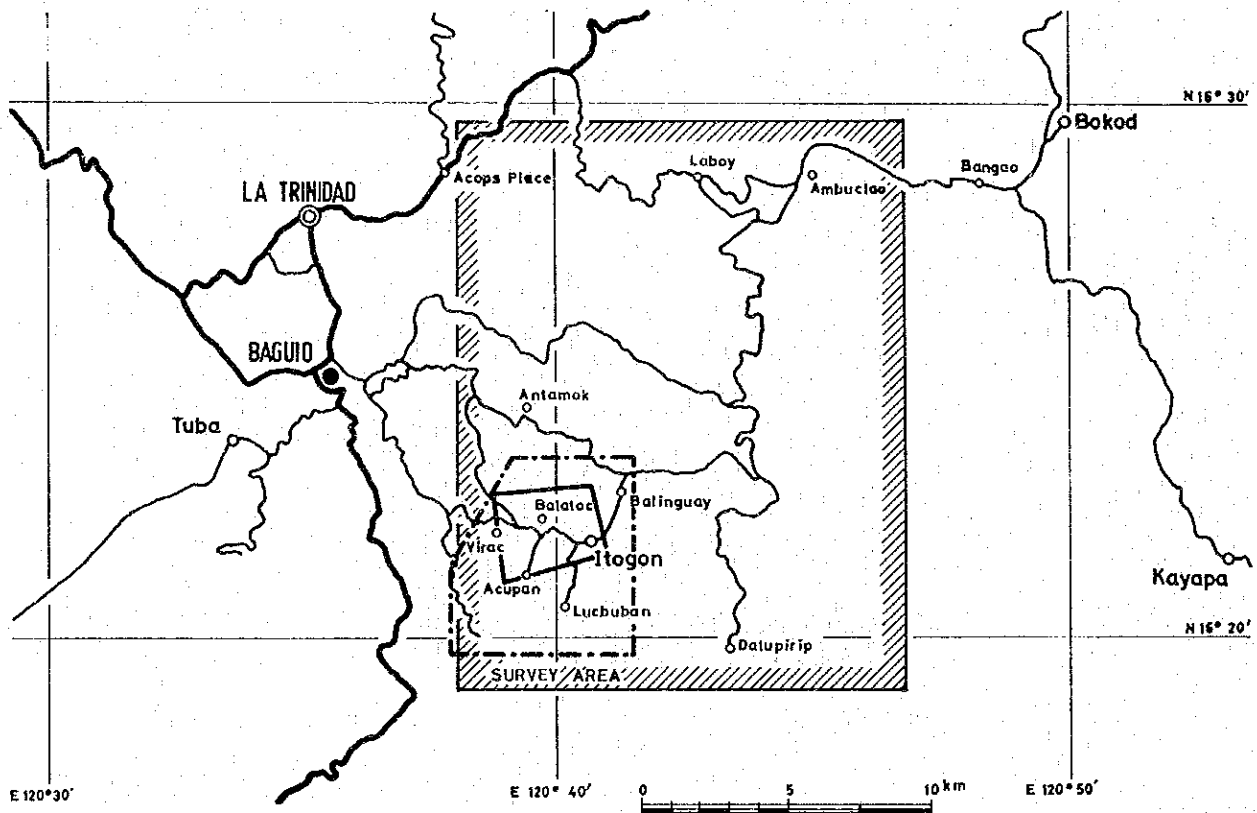 N 16° 30'
Bokod
Laboy
Bangao
Acops Place
Ambuclao
LA TRINIDAD
BAGUIO
Antamok
Tuba
Balatoc
Balinguay
Virac
Itogon
Kayapa
Acupan
Lucbuban
N 16° 20'
Dalupirip
SURVEY AREA
E 120° 30'
E 120° 40'
0 5 10 km
E 120° 50'